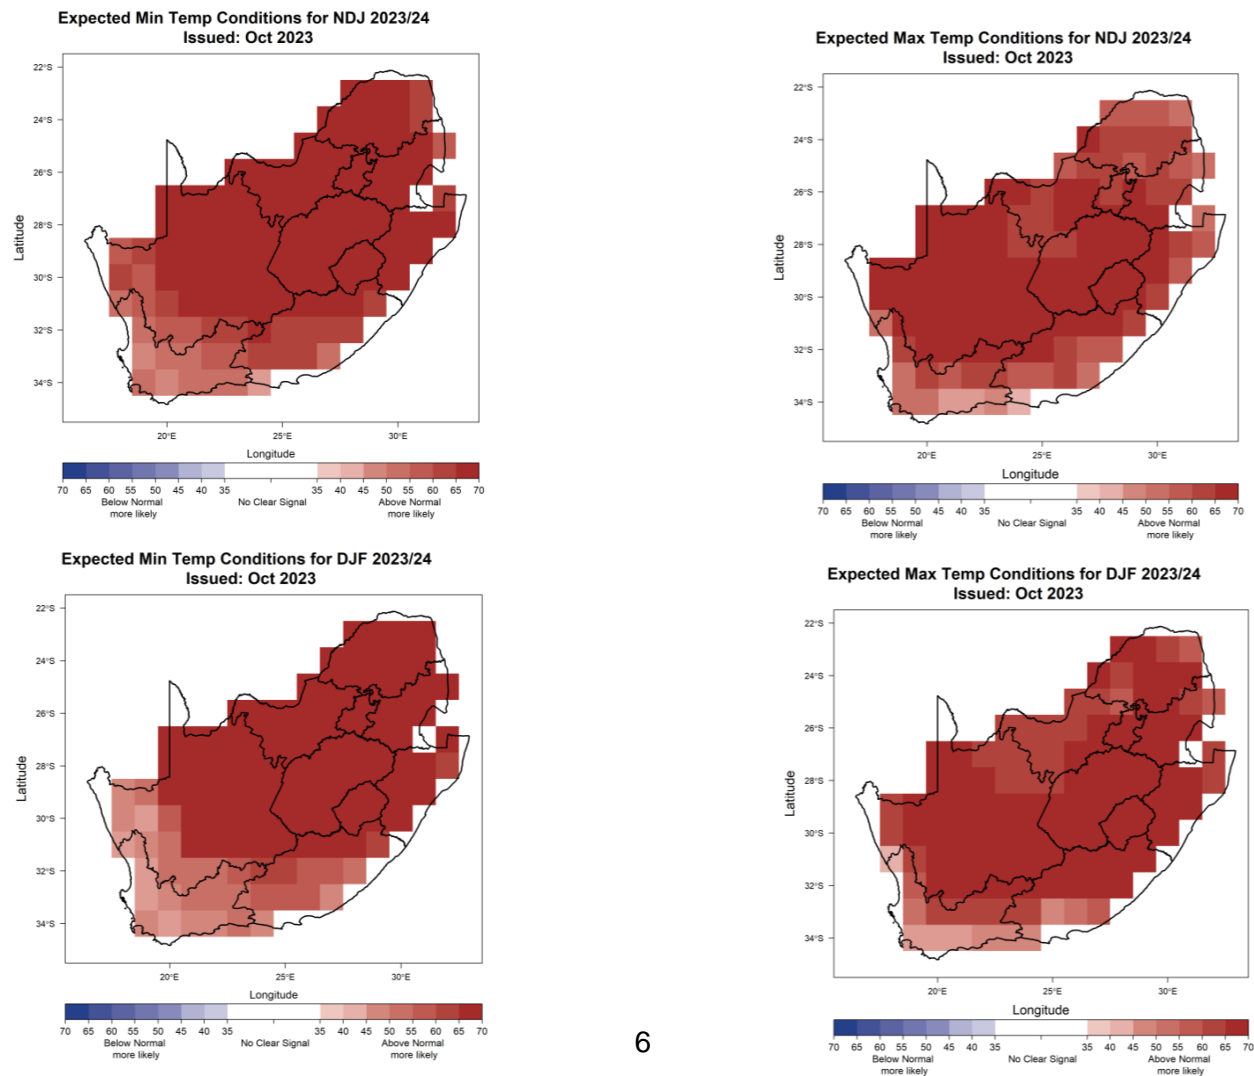 Expected Min Temp Conditions for NDJ 2023/24
Issued: Oct 2023
22°S
24°S
26°S
28°S
30°S
32°S
34°S
Latitude
20°E 25°E 30°E
Longitude
70 65 60 55 50 45 40 35 35 40 45 50 55 60 65 70
Below Normal No Clear Signal Above Normal
more likely more likely
Expected Max Temp Conditions for NDJ 2023/24
Issued: Oct 2023
22°S
24°S
26°S
28°S
30°S
32°S
34°S
Latitude
20°E 25°E 30°E
Longitude
70 65 60 55 50 45 40 35 35 40 45 50 55 60 65 70
Below Normal No Clear Signal Above Normal
more likely more likely
Expected Min Temp Conditions for DJF 2023/24
Issued: Oct 2023
22°S
24°S
26°S
28°S
30°S
32°S
34°S
Latitude
20°E 25°E 30°E
Longitude
70 65 60 55 50 45 40 35 35 40 45 50 55 60 65 70
Below Normal No Clear Signal Above Normal
more likely more likely
Expected Max Temp Conditions for DJF 2023/24
Issued: Oct 2023
22°S
24°S
26°S
28°S
30°S
32°S
34°S
Latitude
20°E 25°E 30°E
Longitude
70 65 60 55 50 45 40 35 35 40 45 50 55 60 65 70
Below Normal No Clear Signal Above Normal
more likely more likely
6